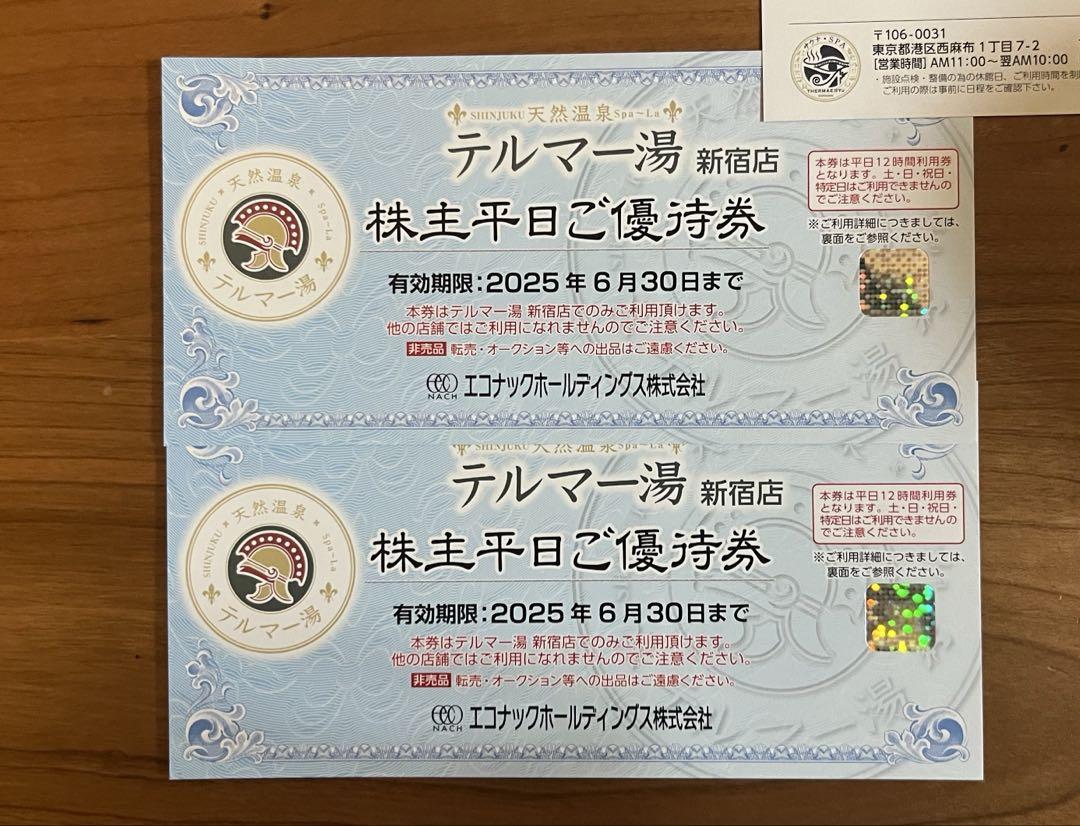 〒106-0031
東京都港区西麻布1丁目7-2
[営業時間] AM11:00～翌AM10:00
・施設点検・整備の為の休館日、ご利用時間を制
ご利用の際は事前に日程をご確認下さい。
サウナ・SPA
THERMAE-YU
SHINJUKU 天然温泉 Spa～La
テルマー湯 新宿店
株主平日ご優待券
有効期限:2025年6月30日まで
本券はテルマー湯 新宿店でのみご利用頂けます。
他の店舗ではご利用になれませんのでご注意ください。
非売品 転売・オークション等への出品はご遠慮ください。
NACH エコナックホールディングス株式会社
本券は平日12時間利用券
となります。土・日・祝日・
特定日はご利用できませんの
でご注意ください。
※ご利用詳細につきましては、
裏面をご参照ください。
天然温泉
SHINJUKU
Spa～La
テルマー湯
SHINJUKU 天然温泉 Spa～La
テルマー湯 新宿店
株主平日ご優待券
有効期限:2025年6月30日まで
本券はテルマー湯 新宿店でのみご利用頂けます。
他の店舗ではご利用になれませんのでご注意ください。
非売品 転売・オークション等への出品はご遠慮ください。
NACH エコナックホールディングス株式会社
本券は平日12時間利用券
となります。土・日・祝日・
特定日はご利用できませんの
でご注意ください。
※ご利用詳細につきましては、
裏面をご参照ください。
天然温泉
SHINJUKU
Spa～La
テルマー湯